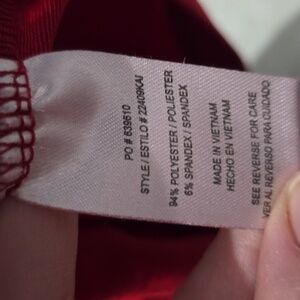 PO # 639610
STYLE / ESTILO # 22409KAI
94% POLYESTER / POLIESTER
6% SPANDEX / SPANDEX
MADE IN VIETNAM
HECHO EN VIETNAM
SEE REVERSE FOR CARE
VER AL REVERSO PARA CUIDADO